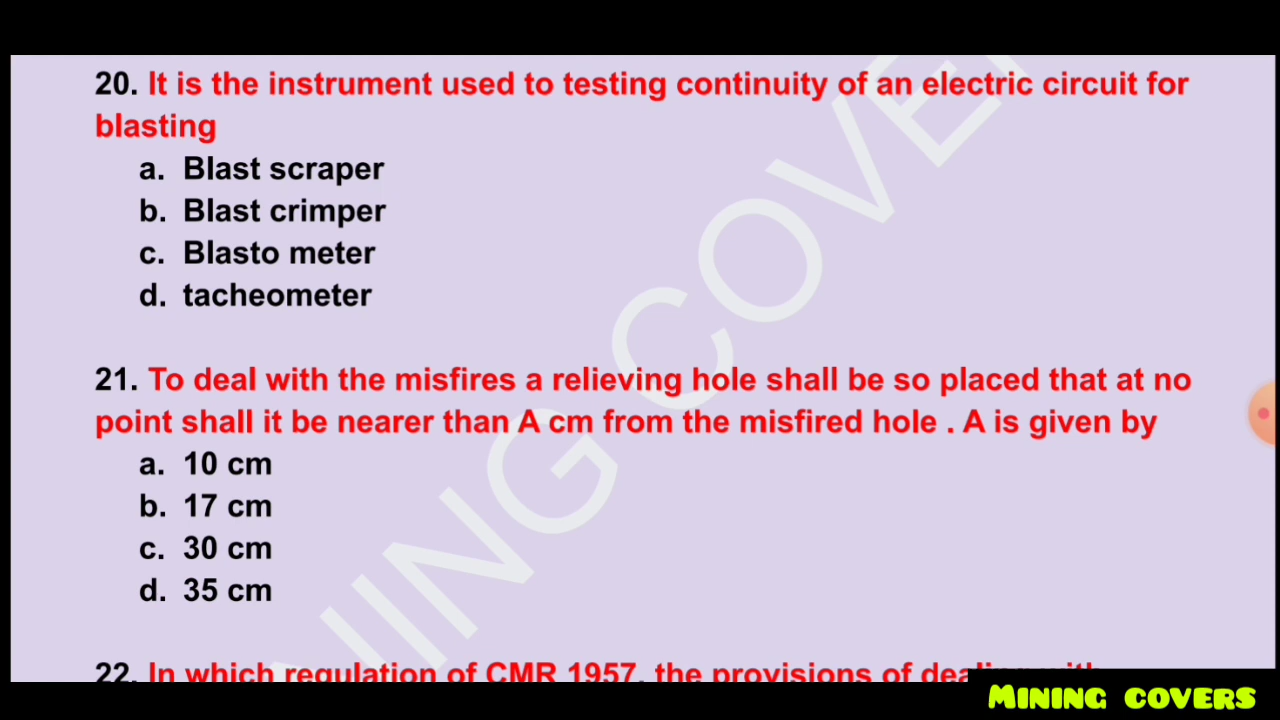 20. It is the instrument used to testing continuity of an electric circuit for
blasting
a. Blast scraper
b. Blast crimper
c. Blasto meter
d. tacheometer
21. To deal with the misfires a relieving hole shall be so placed that at no
point shall it be nearer than A cm from the misfired hole . A is given by
a. 10 cm
b. 17 cm
c. 30 cm
d. 35 cm
22. In which regulation of CMR 1957, the provisions of dealing with
MINING COVERS